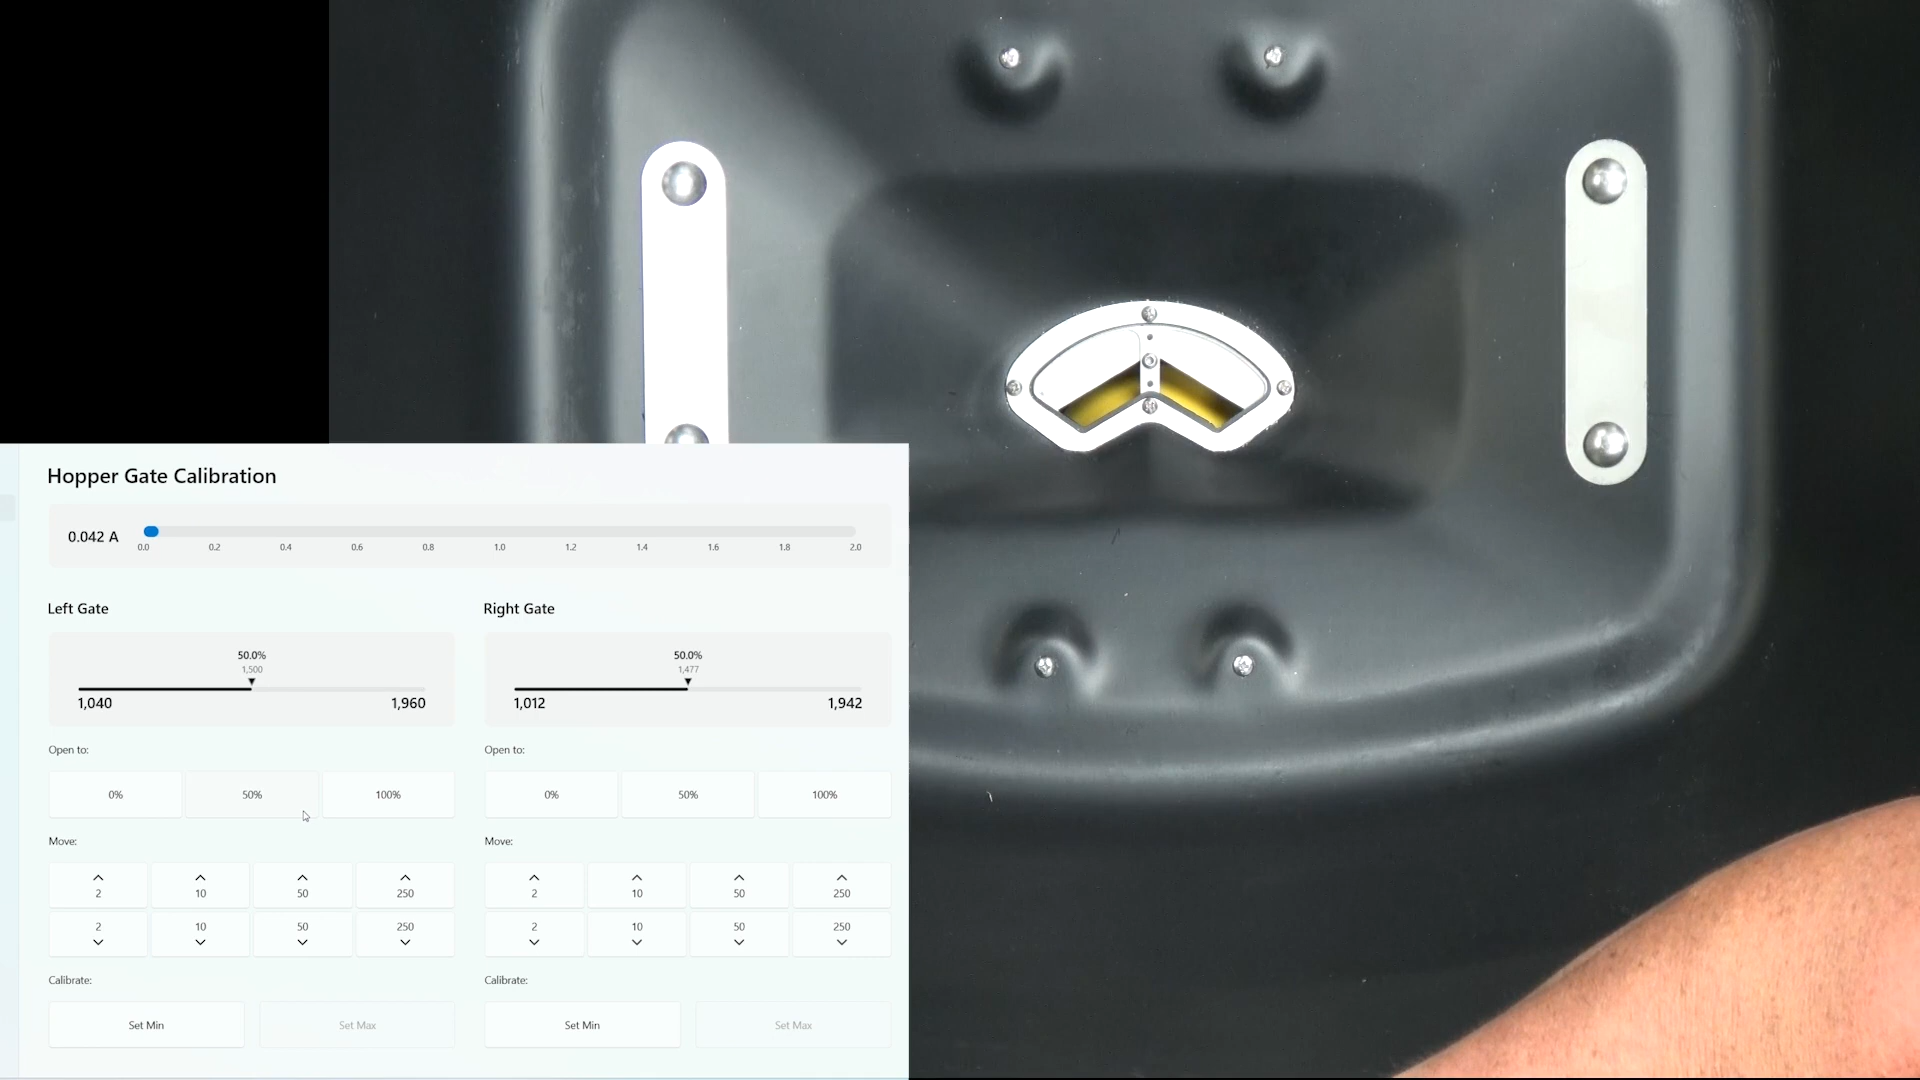 Hopper Gate Calibration
0.042 A
0.0 0.2 0.4 0.6 0.8 1.0 1.2 1.4 1.6 1.8 2.0
Left Gate
50.0%
1,500
1,040 1,960
Open to:
0% 50% 100%
Move:
2 10 50 250
2 10 50 250
Calibrate:
Set Min Set Max
Right Gate
50.0%
1,477
1,012 1,942
Open to:
0% 50% 100%
Move:
2 10 50 250
2 10 50 250
Calibrate:
Set Min Set Max